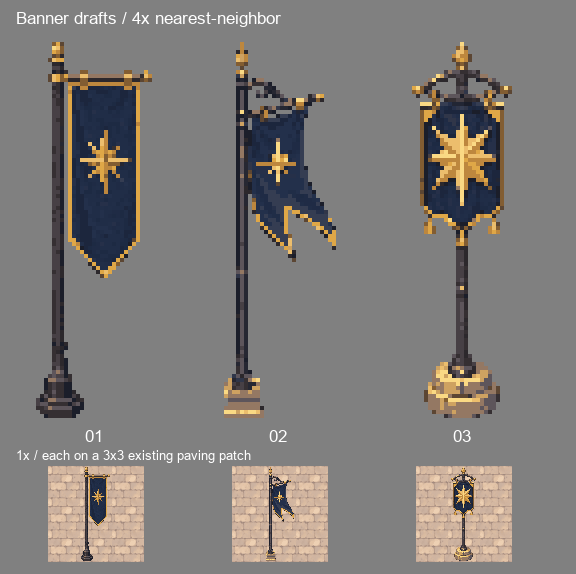 Banner drafts / 4x nearest-neighbor
01 02 03
1x / each on a 3x3 existing paving patch